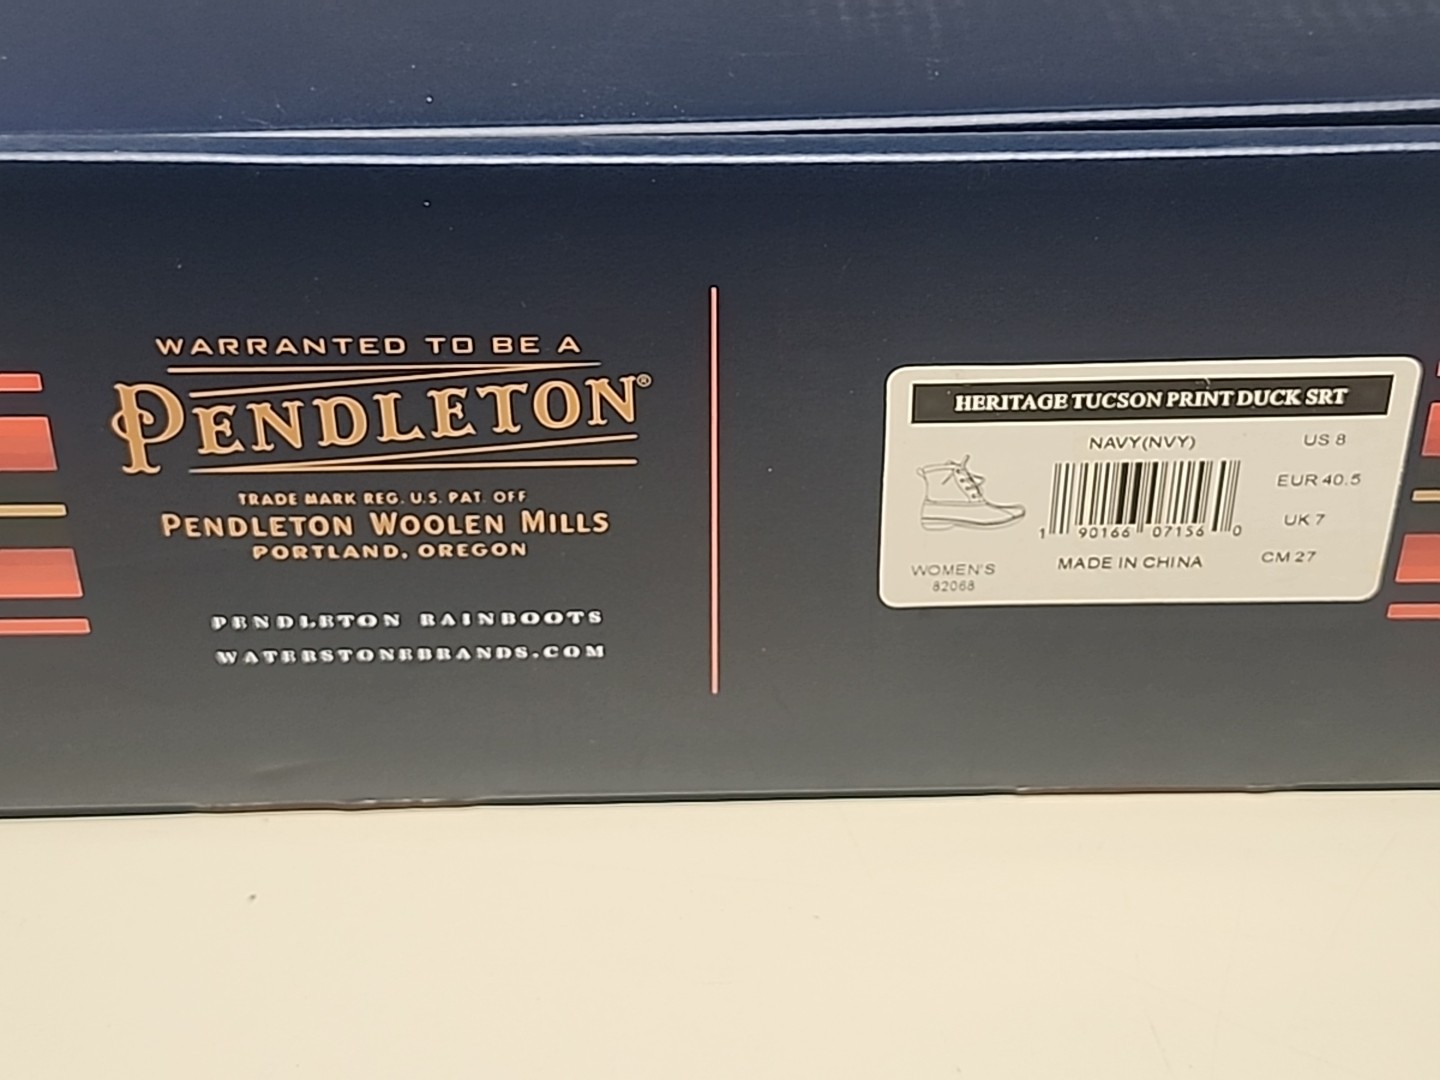 WARRANTED TO BE A
PENDLETON®
TRADE MARK REG. U.S. PAT. OFF
PENDLETON WOOLEN MILLS
PORTLAND, OREGON
PENDLETON RAINBOOTS
WATERSTONEBRANDS.COM
HERITAGE TUCSON PRINT DUCK SRT
NAVY(NVY)
US 8
EUR 40.5
UK 7
CM 27
1 90166 07156 0
MADE IN CHINA
WOMEN'S
82068